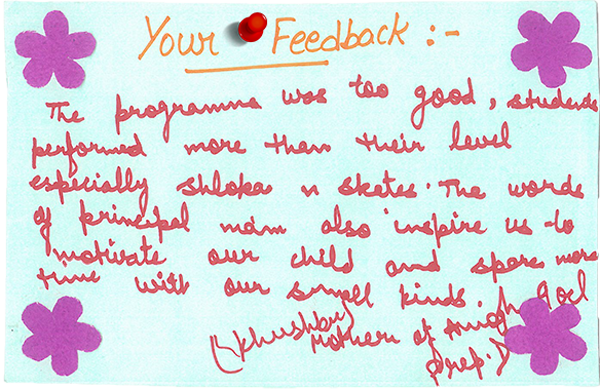 Your Feedback :-
The programme was too good, students
performed more than their level
especially shloka n skates. The words
of principal mam also inspire us to
motivate our child and spare more
time with our small kinds.
(Khushbu)
Mother of Goel
Prep. D